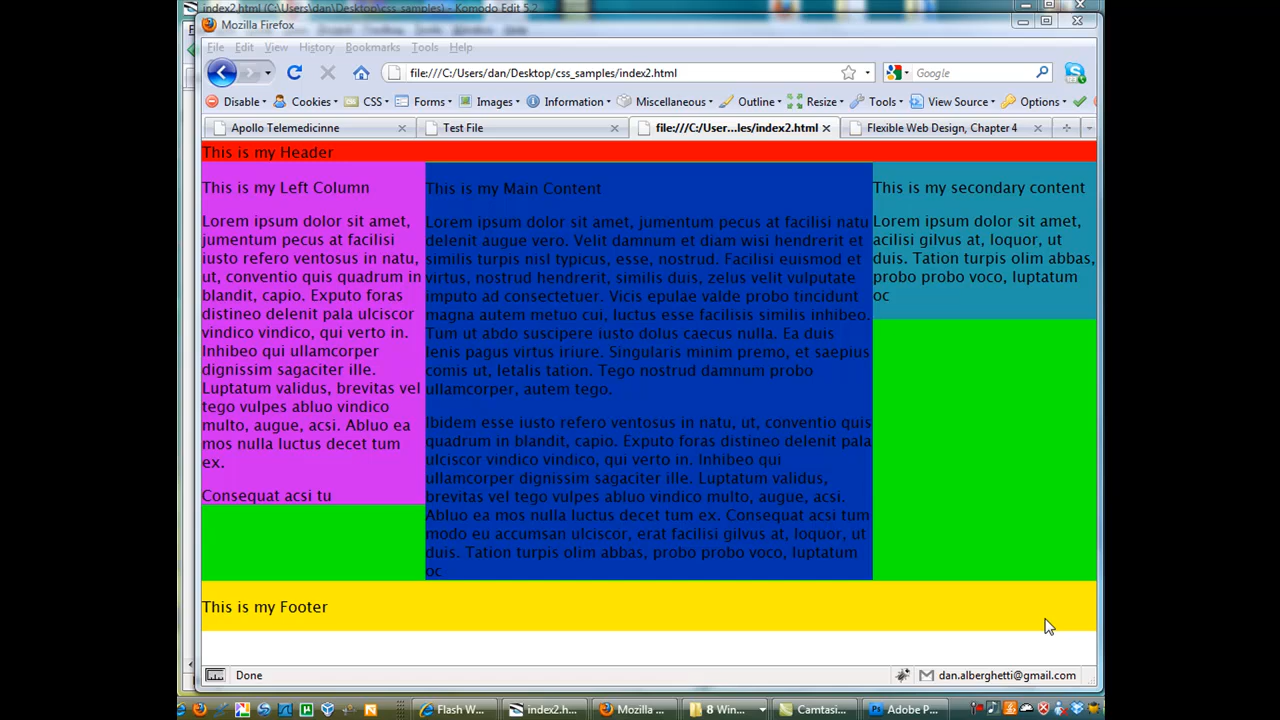 index2.html (C:\Users\dan\Desktop\css_samples) - Komodo Edit 5.2
Mozilla Firefox
File Edit View History Bookmarks Tools Help
file:///C:/Users/dan/Desktop/css_samples/index2.html
Google
Disable Cookies CSS Forms Images Information Miscellaneous Outline Resize Tools View Source Options
Apollo Telemedicinne
Test File
file:///C:/User...les/index2.html
Flexible Web Design, Chapter 4
This is my Header
This is my Left Column
Lorem ipsum dolor sit amet,
jumentum pecus at facilisi
iusto refero ventosus in natu,
ut, conventio quis quadrum in
blandit, capio. Exputo foras
distineo delenit pala ulciscor
vindico vindico, qui verto in.
Inhibeo qui ullamcorper
dignissim sagaciter ille.
Luptatum validus, brevitas vel
tego vulpes abluo vindico
multo, augue, acsi. Abluo ea
mos nulla luctus decet tum
ex.
Consequat acsi tu
This is my Main Content
Lorem ipsum dolor sit amet, jumentum pecus at facilisi natu
delenit augue vero. Velit damnum et diam wisi hendrerit et
similis turpis nisl typicus, esse, nostrud. Facilisi euismod et
virtus, nostrud hendrerit, similis duis, zelus velit vulputate
imputo ad consectetuer. Vicis epulae valde probo tincidunt
magna autem metuo cui, luctus esse facilisis similis inhibeo.
Tum ut abdo suscipere iusto dolus caecus nulla. Ea duis
lenis pagus virtus iriure. Singularis minim premo, et saepius
comis ut, letalis tation. Tego nostrud damnum probo
ullamcorper, autem tego.
Ibidem esse iusto refero ventosus in natu, ut, conventio quis
quadrum in blandit, capio. Exputo foras distineo delenit pala
ulciscor vindico vindico, qui verto in. Inhibeo qui
ullamcorper dignissim sagaciter ille. Luptatum validus,
brevitas vel tego vulpes abluo vindico multo, augue, acsi.
Abluo ea mos nulla luctus decet tum ex. Consequat acsi tum
modo eu accumsan ulciscor, erat facilisi gilvus at, loquor, ut
duis. Tation turpis olim abbas, probo probo voco, luptatum
oc
This is my secondary content
Lorem ipsum dolor sit amet,
acilisi gilvus at, loquor, ut
duis. Tation turpis olim abbas,
probo probo voco, luptatum
oc
This is my Footer
Done
dan.alberghetti@gmail.com
Flash W...
index2.h...
Mozilla ...
8 Win...
Camtasi...
Adobe P...